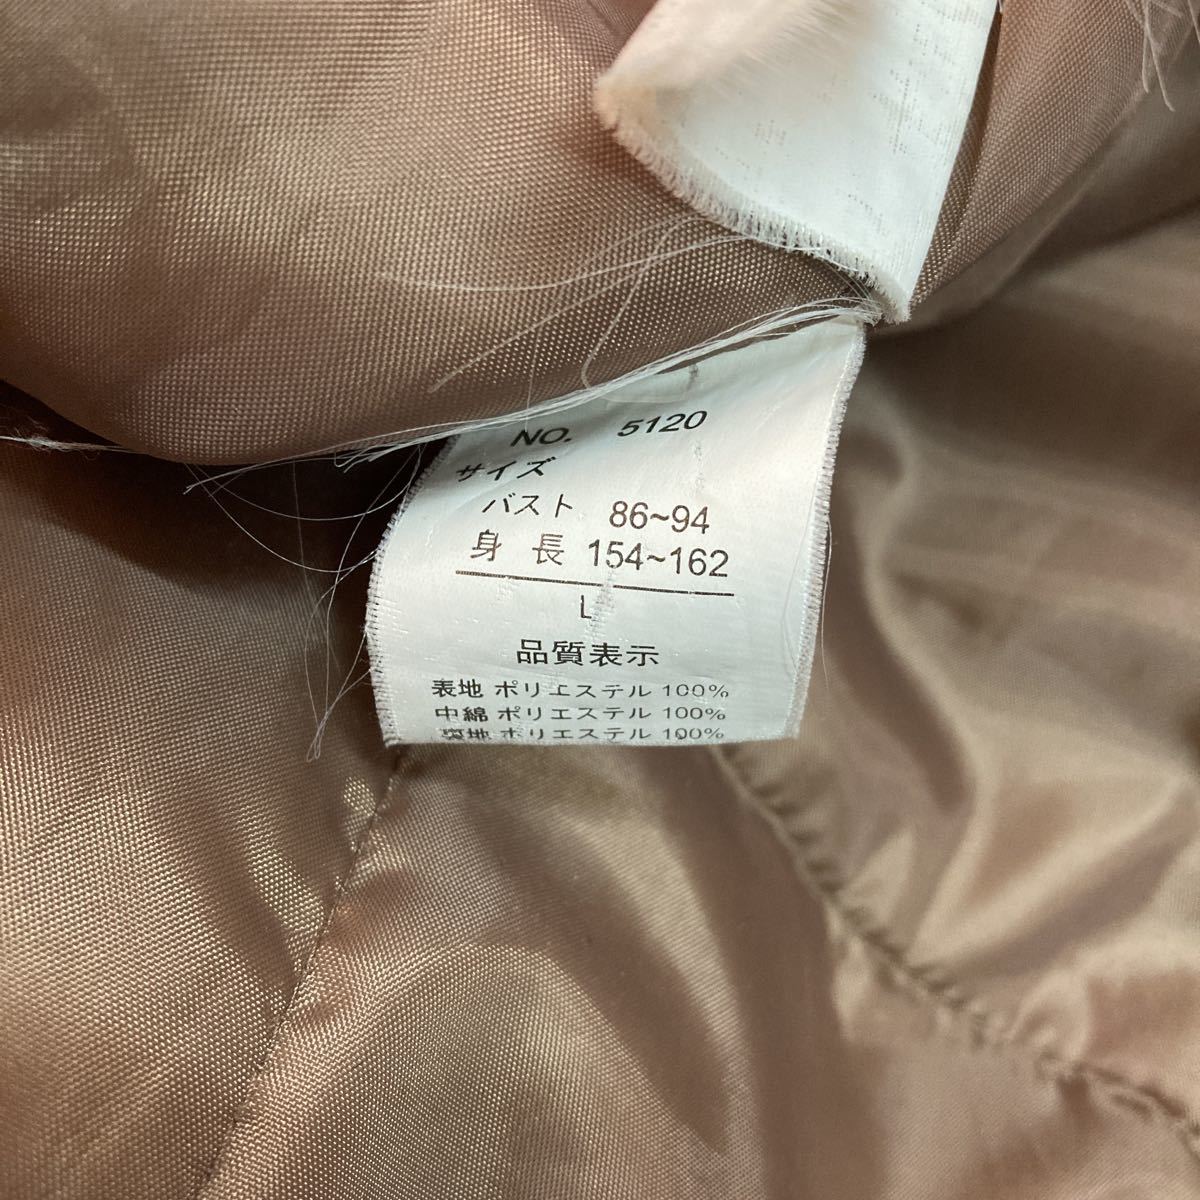 NO. 5120
サイズ
バスト 86~94
身 長 154~162
L
品質表示
表地 ポリエステル 100%
中綿 ポリエステル 100%
裏地 ポリエステル 100%